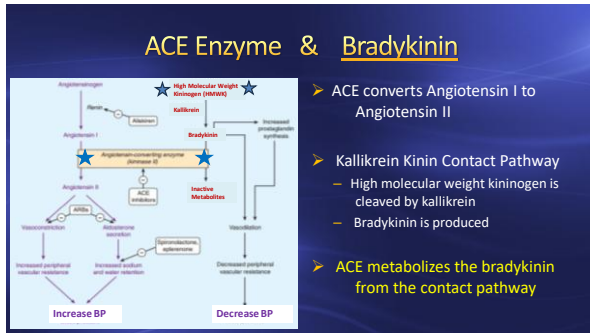 ACE Enzyme & Bradykinin
Angiotensinogen
Renin
Aliskiren
Angiotensin I
Angiotensin-converting enzyme
(kininase II)
Angiotensin II
ACE
inhibitors
ARBs
Vasoconstriction
Aldosterone
secretion
Spironolactone,
eplerenone
Increased peripheral
vascular resistance
Increased sodium
and water retention
Increase BP
High Molecular Weight
Kininogen (HMWK)
Kallikrein
Bradykinin
Increased
prostaglandin
synthesis
Inactive
Metabolites
Vasodilation
Decreased peripheral
vascular resistance
Decrease BP
➢ ACE converts Angiotensin I to
Angiotensin II
➢ Kallikrein Kinin Contact Pathway
– High molecular weight kininogen is
cleaved by kallikrein
– Bradykinin is produced
➢ ACE metabolizes the bradykinin
from the contact pathway